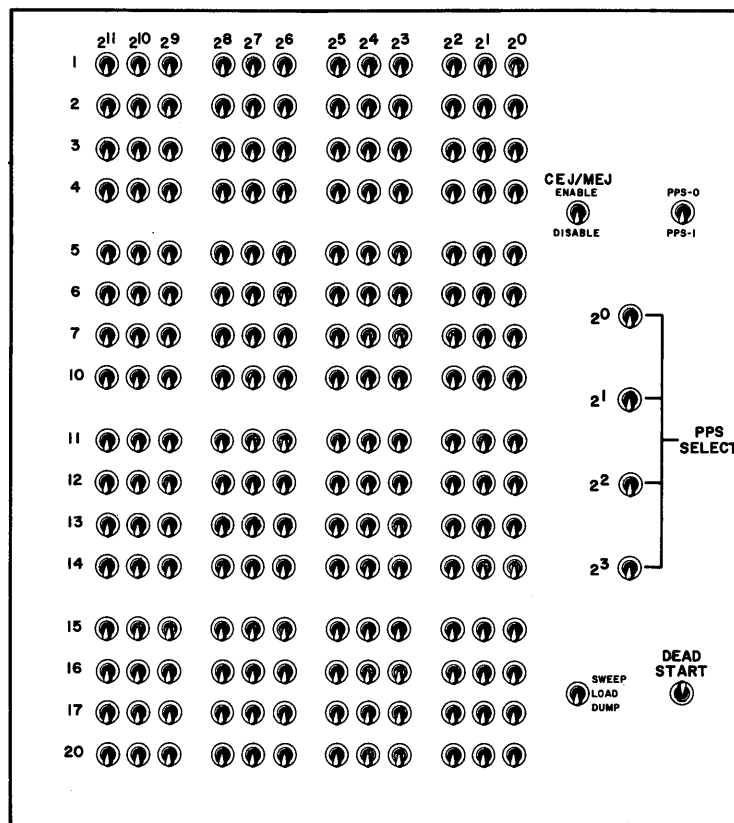 2¹¹ 2¹⁰ 2⁹ 2⁸ 2⁷ 2⁶ 2⁵ 2⁴ 2³ 2² 2¹ 2⁰
1
2
3
4
CEJ/MEJ
ENABLE
DISABLE
PPS-0
PPS-1
5
6
7
10
2⁰
2¹
2²
2³
PPS
SELECT
11
12
13
14
15
16
17
20
SWEEP
LOAD
DUMP
DEAD
START